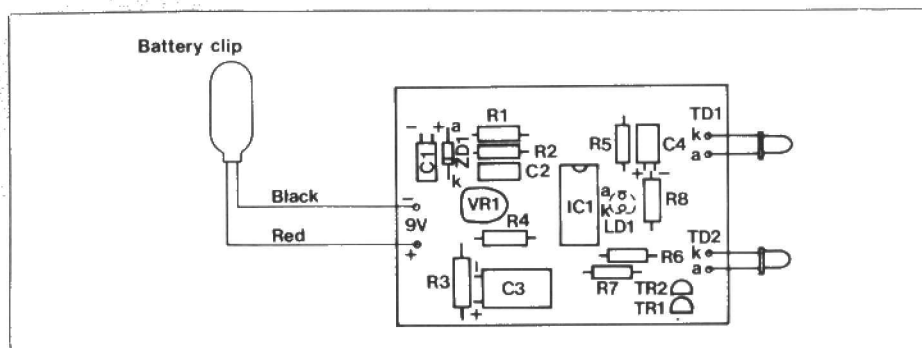 Battery clip
Black
Red
-
9V
+
- + a
C1
ZD1
k
R1
R2
C2
VR1
R4
R3
-
C3
+
IC1
R5
C4
+ -
a
k
LD1
R8
R6
R7
TR2
TR1
TD1
k
a
TD2
k
a